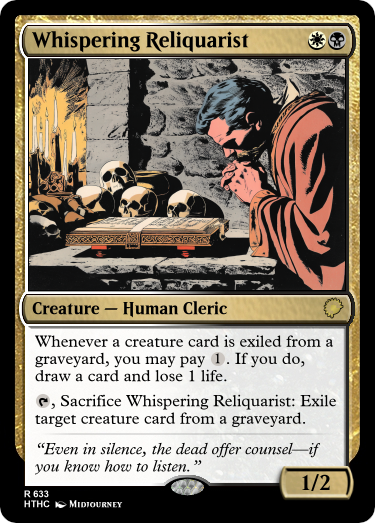 Whispering Reliquarist
Creature — Human Cleric
Whenever a creature card is exiled from a
graveyard, you may pay 1. If you do,
draw a card and lose 1 life.
, Sacrifice Whispering Reliquarist: Exile
target creature card from a graveyard.
“Even in silence, the dead offer counsel—if
you know how to listen.”
1/2
R 633
HTHC Midjourney